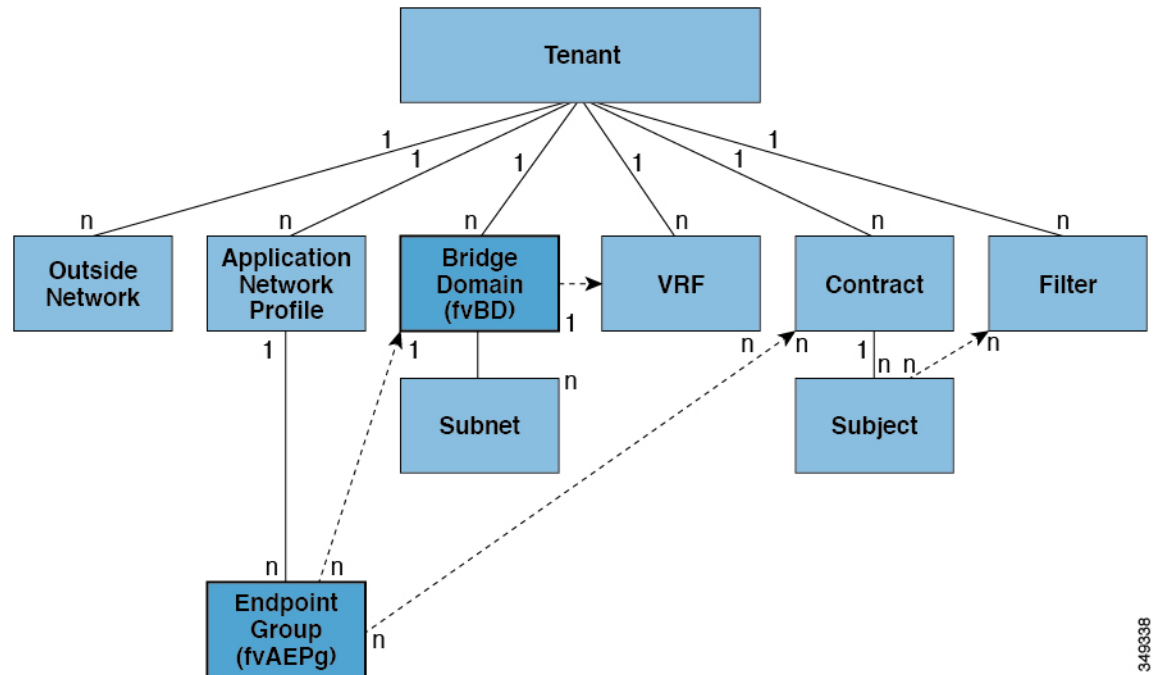 Tenant
1
1
1
1
1
1
n
n
n
n
n
n
Outside
Network
Application
Network
Profile
Bridge
Domain
(fvBD)
VRF
Contract
Filter
1
1
1
n
n
1
n
n
n
n
Subnet
Subject
n
n
Endpoint
Group
(fvAEPg)
n
349338